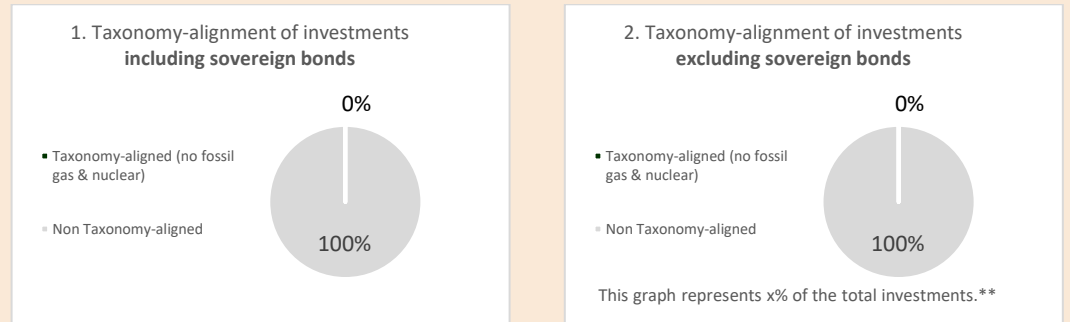 1. Taxonomy-alignment of investments
including sovereign bonds
0%
Taxonomy-aligned (no fossil
gas & nuclear)
Non Taxonomy-aligned
100%
2. Taxonomy-alignment of investments
excluding sovereign bonds
0%
Taxonomy-aligned (no fossil
gas & nuclear)
Non Taxonomy-aligned
100%
This graph represents x% of the total investments.**